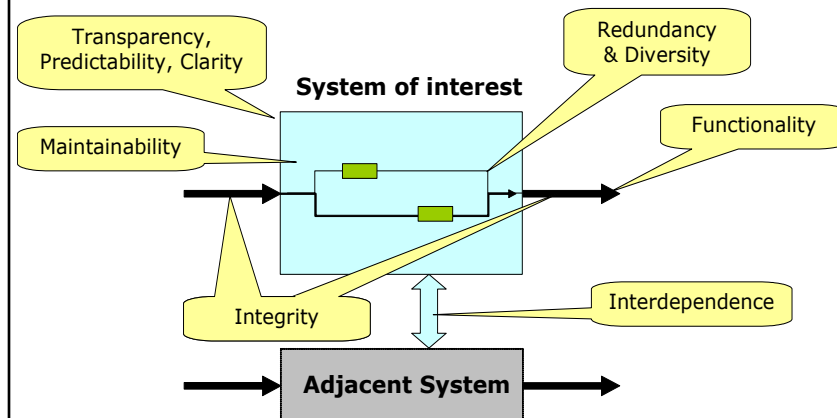 Transparency,
Predictability, Clarity
Redundancy
& Diversity
System of interest
Maintainability
Functionality
Integrity
Interdependence
Adjacent System